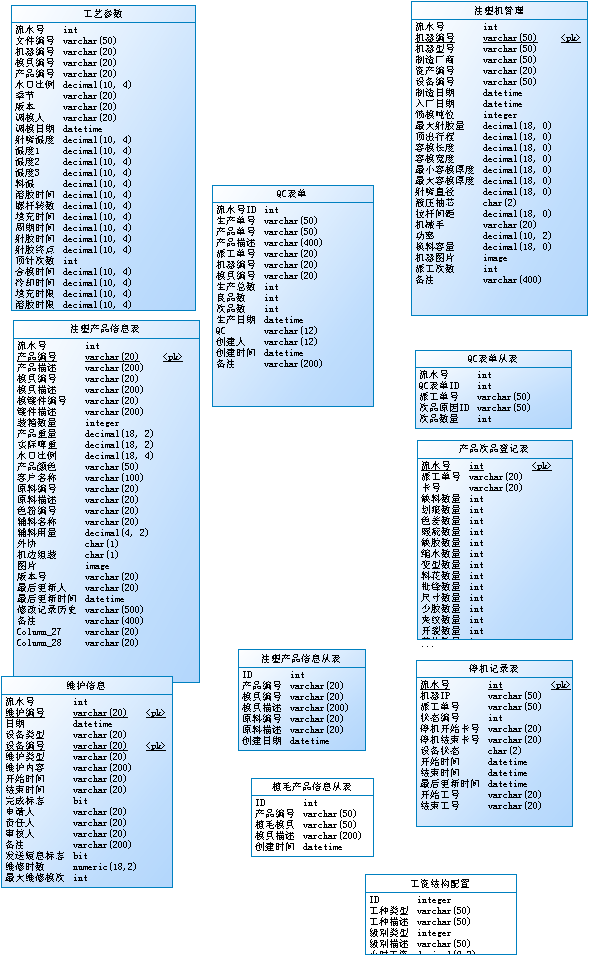 工艺参数
流水号 int
文件编号 varchar(50)
机器编号 varchar(20)
模具编号 varchar(20)
产品编号 varchar(20)
水口比例 decimal(10, 4)
季节 varchar(20)
版本 varchar(20)
调模人 varchar(20)
调模日期 datetime
射嘴温度 decimal(10, 4)
温度1 decimal(10, 4)
温度2 decimal(10, 4)
温度3 decimal(10, 4)
料温 decimal(10, 4)
溶胶时间 decimal(10, 4)
螺杆转数 decimal(10, 4)
填充时间 decimal(10, 4)
周期时间 decimal(10, 4)
射胶时间 decimal(10, 4)
射胶终点 decimal(10, 4)
顶针次数 int
合模时间 decimal(10, 4)
冷却时间 decimal(10, 4)
填充时限 decimal(10, 4)
溶胶时限 decimal(10, 4)
注塑产品信息表
流水号 int
产品编号 varchar(20) <pk>
产品描述 varchar(200)
模具编号 varchar(20)
模具描述 varchar(200)
模镶件编号 varchar(20)
镶件描述 varchar(200)
装箱数量 integer
产品重量 decimal(18, 2)
实际啤重 decimal(18, 2)
水口比例 decimal(18, 4)
产品颜色 varchar(50)
客户名称 varchar(100)
原料编号 varchar(20)
原料描述 varchar(20)
色粉编号 varchar(20)
辅料名称 varchar(20)
辅料用量 decimal(4, 2)
外协 char(1)
机边组装 char(1)
图片 image
版本号 varchar(20)
最后更新人 varchar(20)
最后更新时间 datetime
修改记录历史 varchar(500)
备注 varchar(400)
Column_27 varchar(20)
Column_28 varchar(20)
维护信息
流水号 int
维护编号 varchar(20) <pk>
日期 datetime
设备类型 varchar(20)
设备编号 varchar(20) <pk>
维护类型 varchar(20)
维护内容 varchar(200)
开始时间 varchar(20)
结束时间 varchar(20)
完成标志 bit
申请人 varchar(20)
责任人 varchar(20)
审核人 varchar(20)
备注 varchar(200)
发送短息标志 bit
维修时数 numeric(18,2)
最大维修模次 int
QC表单
流水号ID int
生产单号 varchar(50)
产品单号 varchar(50)
产品描述 varchar(400)
派工单号 varchar(20)
机器编号 varchar(20)
模具编号 varchar(20)
生产总数 int
良品数 int
次品数 int
生产日期 datetime
QC varchar(12)
创建人 varchar(12)
创建时间 datetime
备注 varchar(200)
注塑产品信息从表
ID int
产品编号 varchar(20)
模具编号 varchar(20)
模具描述 varchar(200)
原料编号 varchar(20)
原料描述 varchar(20)
创建日期 datetime
植毛产品信息从表
ID int
产品编号 varchar(50)
植毛模具 varchar(50)
模具描述 varchar(200)
创建时间 datetime
注塑机管理
流水号 int
机器编号 varchar(50) <pk>
机器型号 varchar(50)
制造厂商 varchar(50)
资产编号 varchar(20)
设备编号 varchar(50)
制造日期 datetime
入厂日期 datetime
锁模吨位 integer
最大射胶量 decimal(18, 0)
顶出行程 decimal(18, 0)
容模长度 decimal(18, 0)
容模宽度 decimal(18, 0)
最小容模厚度 decimal(18, 0)
最大容模厚度 decimal(18, 0)
射嘴直径 decimal(18, 0)
液压抽芯 char(2)
拉杆间距 decimal(18, 0)
机械手 varchar(20)
功率 decimal(10, 2)
模料容量 decimal(18, 0)
机器图片 image
派工次数 int
备注 varchar(400)
QC表单从表
流水号 int
QC表单ID int
派工单号 varchar(50)
次品原因ID varchar(50)
次品数量 int
产品次品登记表
流水号 int <pk>
派工单号 varchar(20)
卡号 varchar(20)
缺料数量 int
划痕数量 int
色差数量 int
缩胶数量 int
水数量 int
变型数量 int
料花数量 int
批锋数量 int
尺寸数量 int
少胶数量 int
夹纹数量 int
开裂数量 int
...
停机记录表
流水号 int <pk>
机器IP varchar(50)
派工单号 varchar(50)
状态编号 int
停机开始卡号 varchar(20)
停机结束卡号 varchar(20)
设备状态 char(2)
开始时间 datetime
结束时间 datetime
最后更新时间 datetime
开始工号 varchar(20)
结束工号 varchar(20)
工资结构配置
ID integer
工种类型 varchar(50)
工种描述 varchar(50)
级别类型 integer
级别描述 varchar(50)